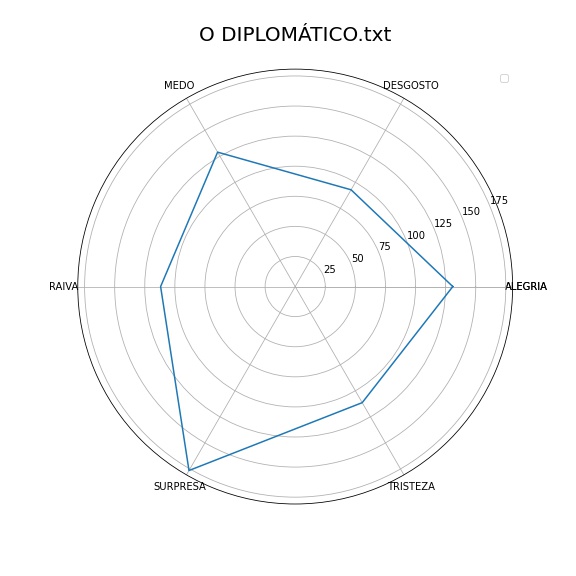 O DIPLOMÁTICO.txt
MEDO
DESGOSTO
175
150
125
100
75
50
25
RAIVA
ALEGRIA
SURPRESA
TRISTEZA